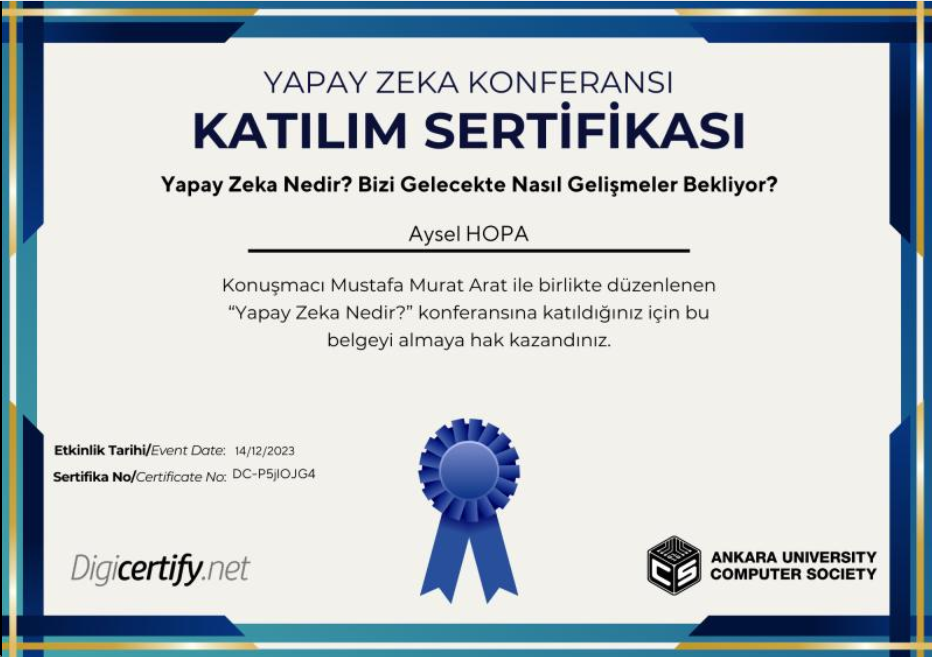 YAPAY ZEKA KONFERANSI
KATILIM SERTİFİKASI
Yapay Zeka Nedir? Bizi Gelecekte Nasıl Gelişmeler Bekliyor?
Aysel HOPA
Konuşmacı Mustafa Murat Arat ile birlikte düzenlenen
“Yapay Zeka Nedir?” konferansına katıldığınız için bu
belgeyi almaya hak kazandınız.
Etkinlik Tarihi/Event Date: 14/12/2023
Sertifika No/Certificate No: DC-P5jIOJG4
Digicertify.net
CS
ANKARA UNIVERSITY
COMPUTER SOCIETY